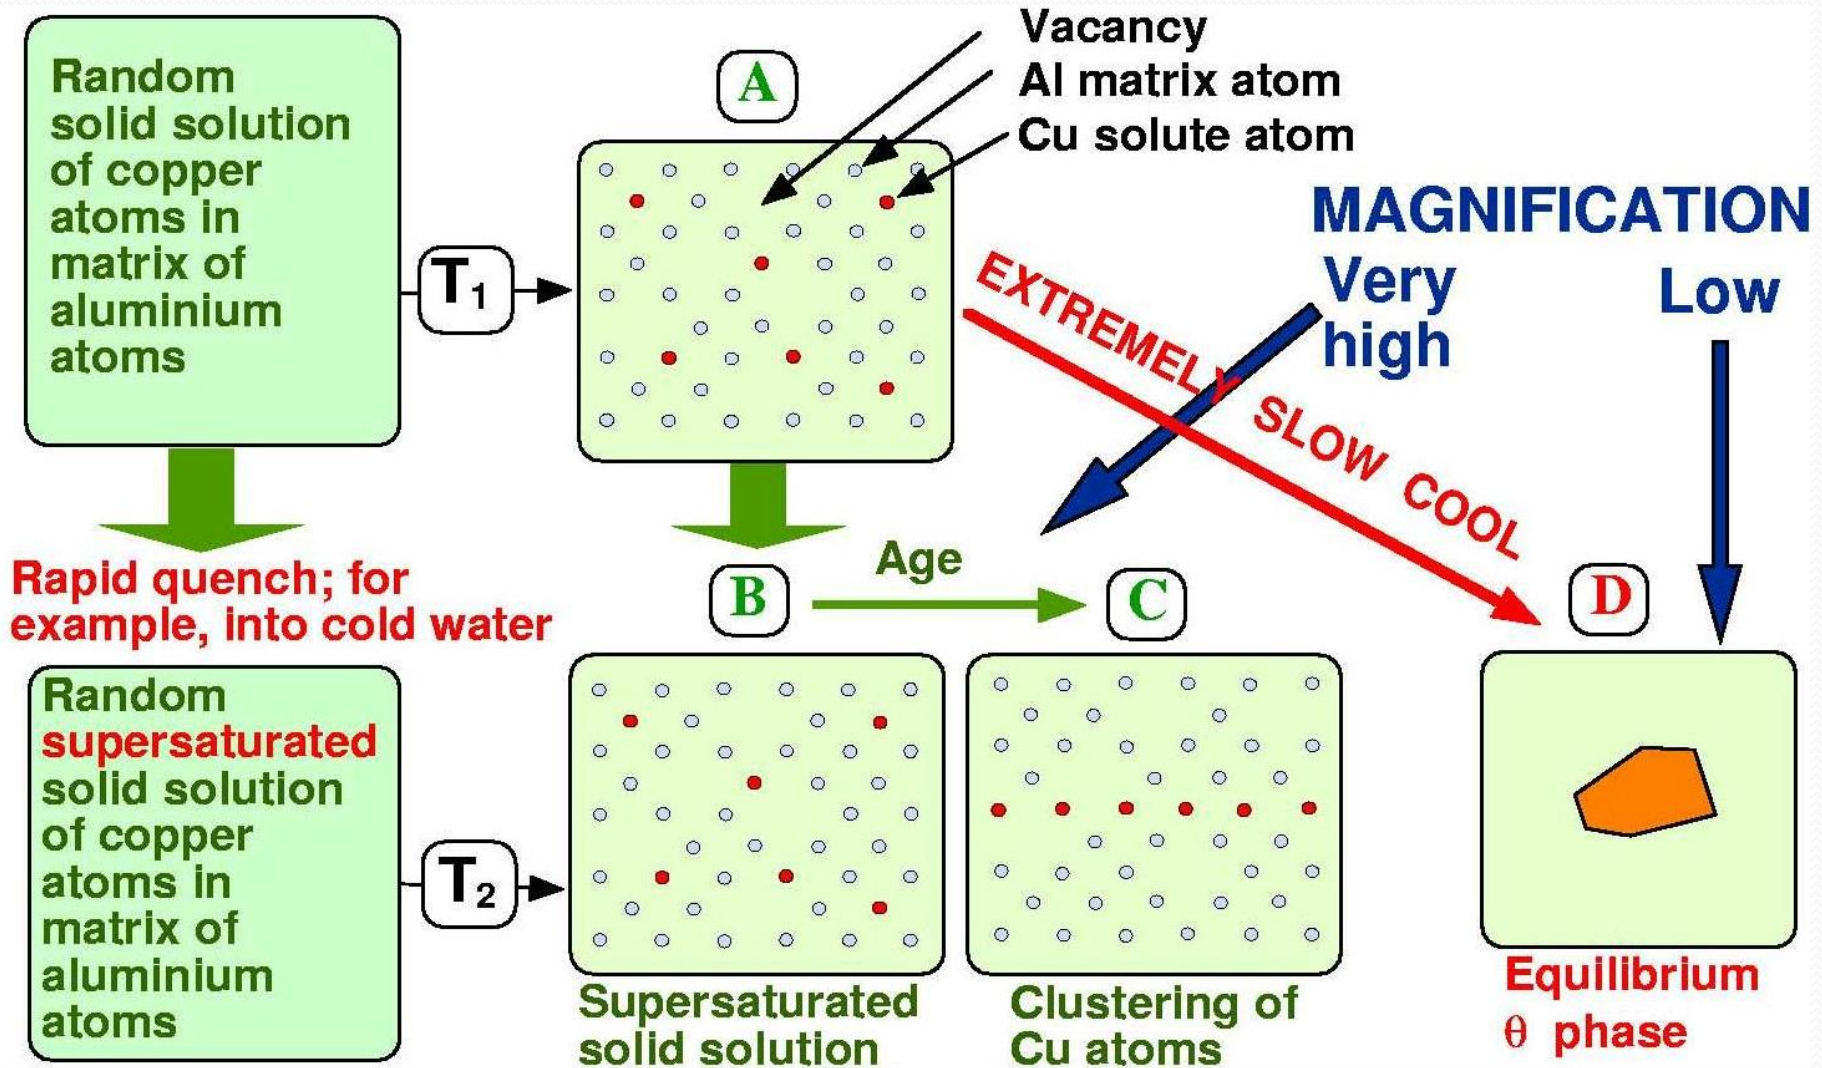 Random
solid solution
of copper
atoms in
matrix of
aluminium
atoms
T1
A
Vacancy
Al matrix atom
Cu solute atom
MAGNIFICATION
Very
high
Low
EXTREMELY SLOW COOL
Rapid quench; for
example, into cold water
B
Age
C
D
Random
supersaturated
solid solution
of copper
atoms in
matrix of
aluminium
atoms
T2
Supersaturated
solid solution
Clustering of
Cu atoms
Equilibrium
θ phase